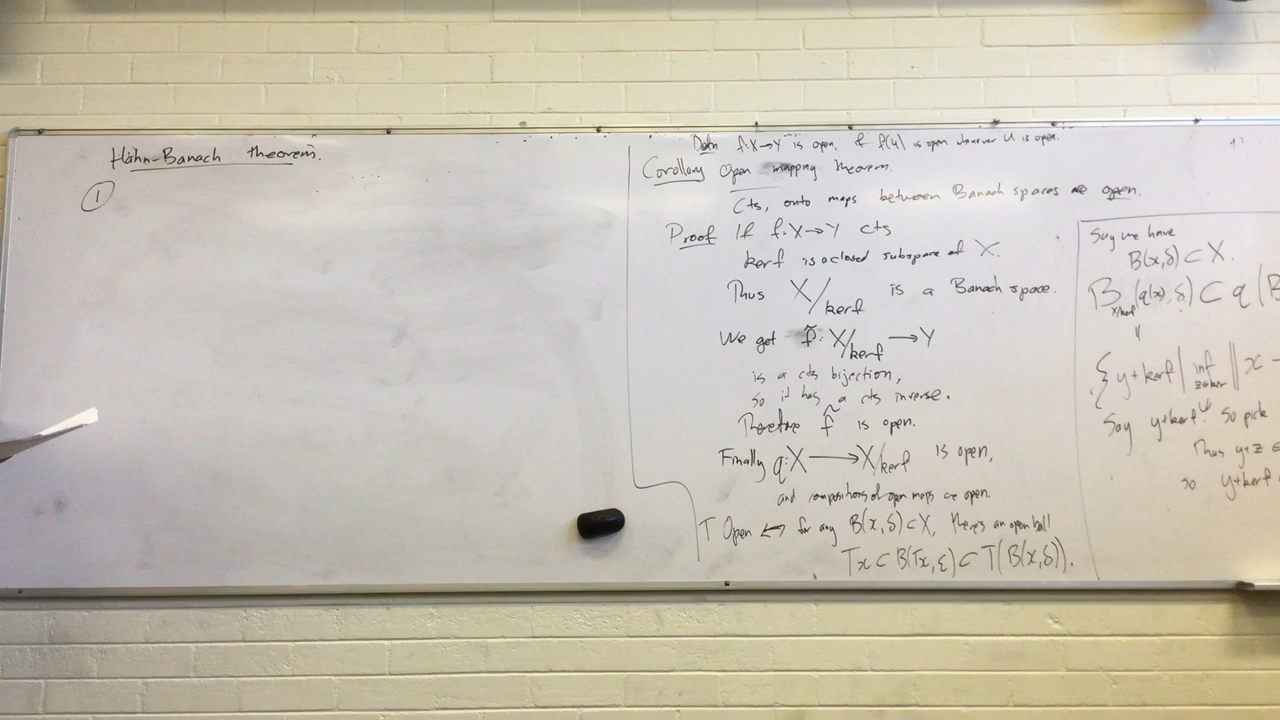 Hahn-Banach theorem.
①
Defn f:X→Y is open, if f(U) is open whenever U is open.
Corollary Open mapping theorem.
Cts, onto maps between Banach spaces are open.
Proof If f:X→Y cts
kerf is a closed subspace of X.
Thus X/kerf is a Banach space.
We get f̃: X/kerf → Y
is a cts bijection,
so it has a cts inverse.
Therefore f̃ is open.
Finally q:X → X/kerf is open,
and compositions of open maps are open.
T Open ↔ for any B(x,δ)⊂X, there's an open ball
Tx ⊂ B(Tx,ε) ⊂ T(B(x,δ)).
Say we have
B(x,δ) ⊂ X.
B_{X/kerf}(q(x),δ) ⊂ q(B
{y+kerf | inf_{z∈ker} ||x -
Say y+kerf so pick
Thus y+z ∈
so y+kerf